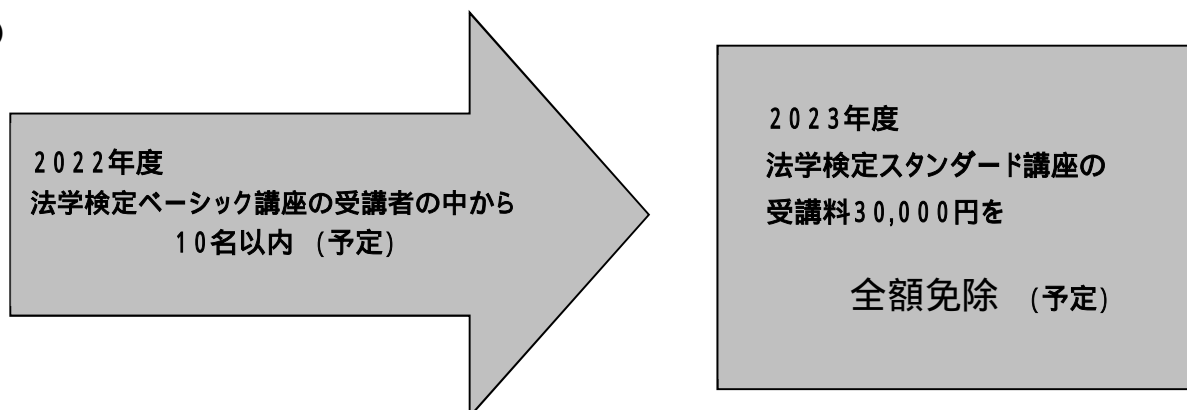 2022年度
法学検定ベーシック講座の受講者の中から
10名以内 (予定)
2023年度
法学検定スタンダード講座の
受講料30,000円を
全額免除 (予定)